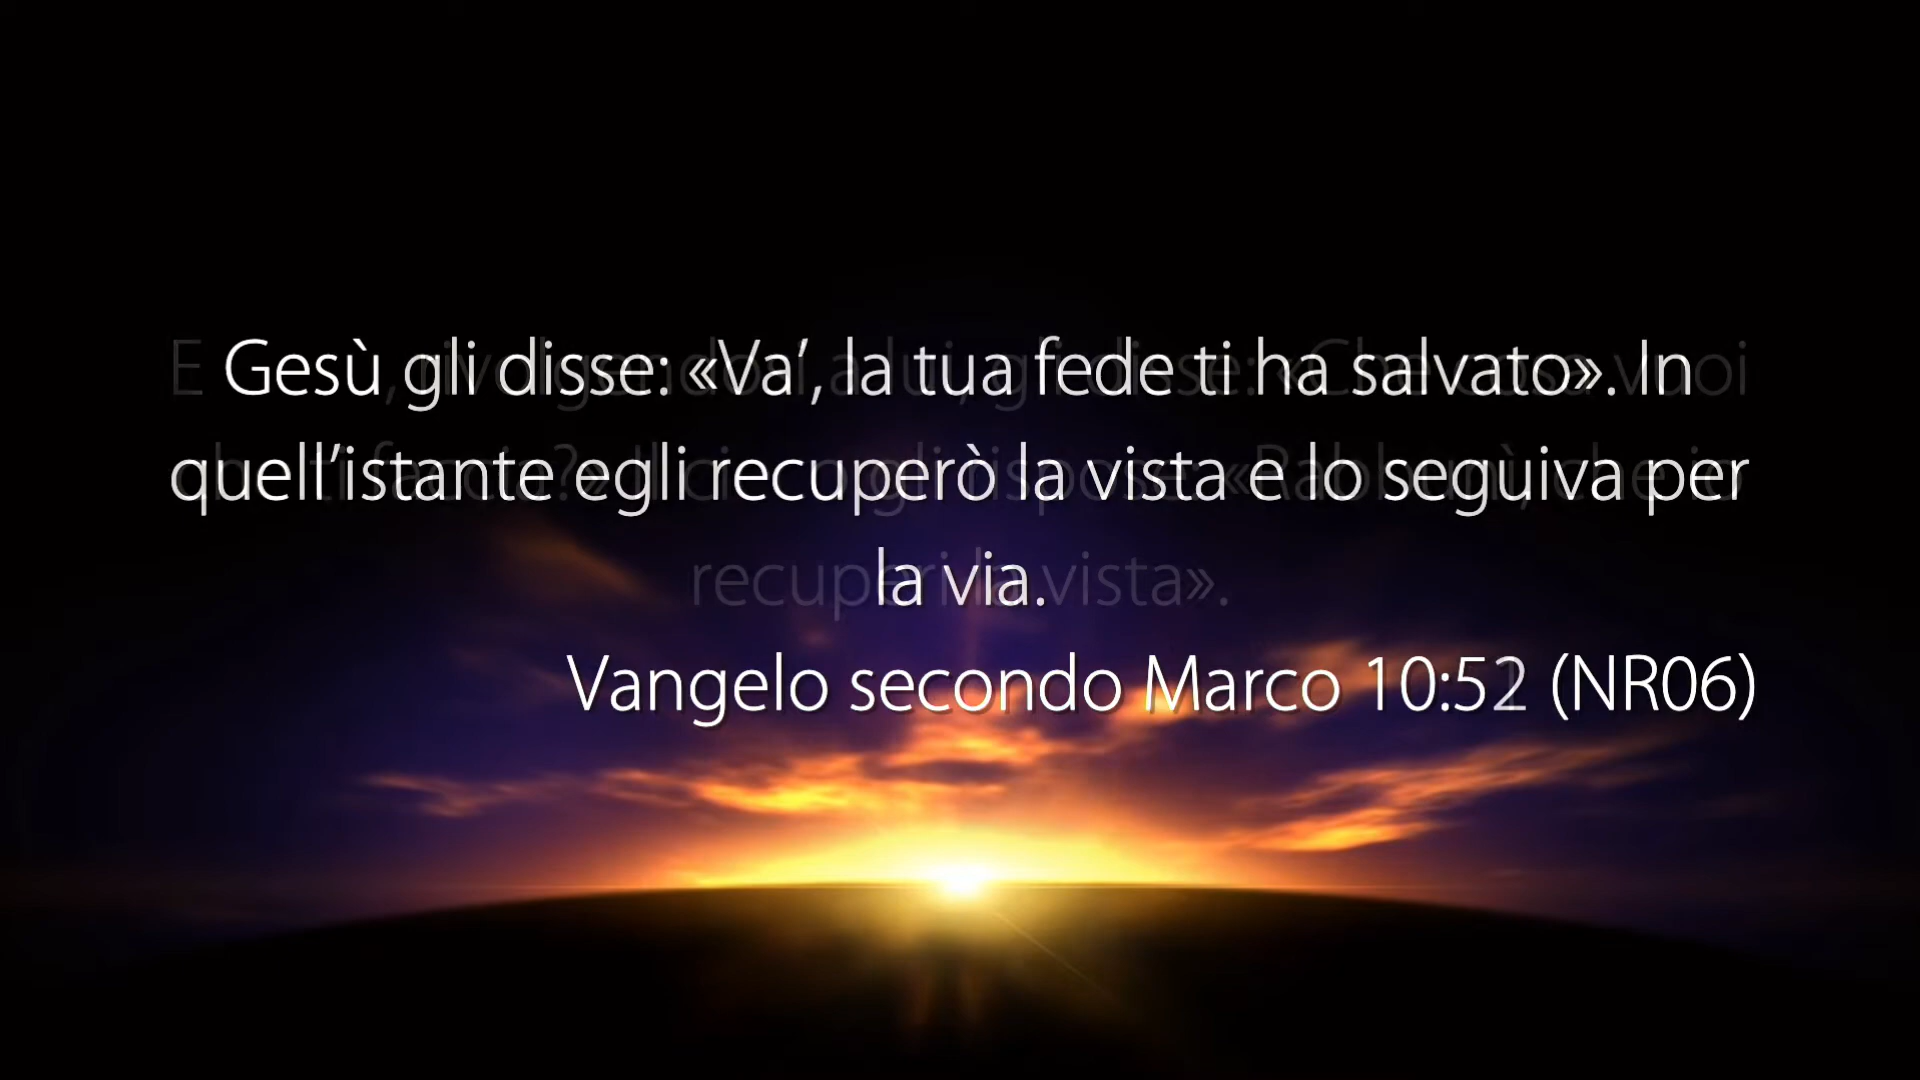 Gesù gli disse: «Va’, la tua fede ti ha salvato». In
quell’istante egli recuperò la vista e lo seguiva per
la via.
Vangelo secondo Marco 10:52 (NR06)